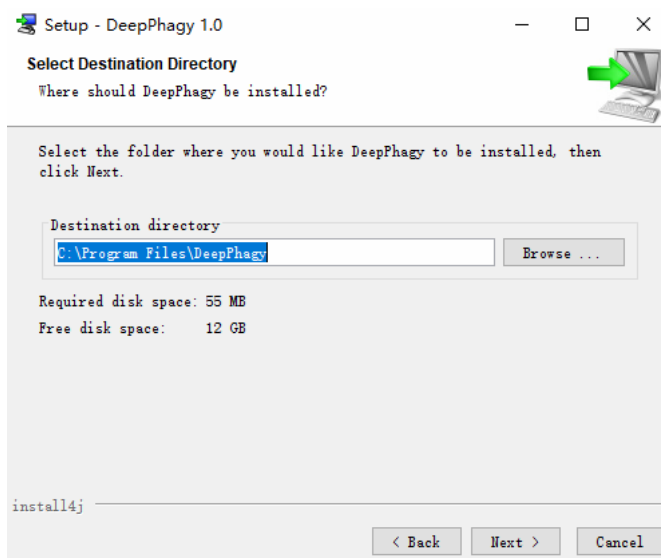 Setup - DeepPhagy 1.0
Select Destination Directory
Where should DeepPhagy be installed?
Select the folder where you would like DeepPhagy to be installed, then
click Next.
Destination directory
C:\Program Files\DeepPhagy
Browse ...
Required disk space: 55 MB
Free disk space: 12 GB
install4j
< Back Next > Cancel